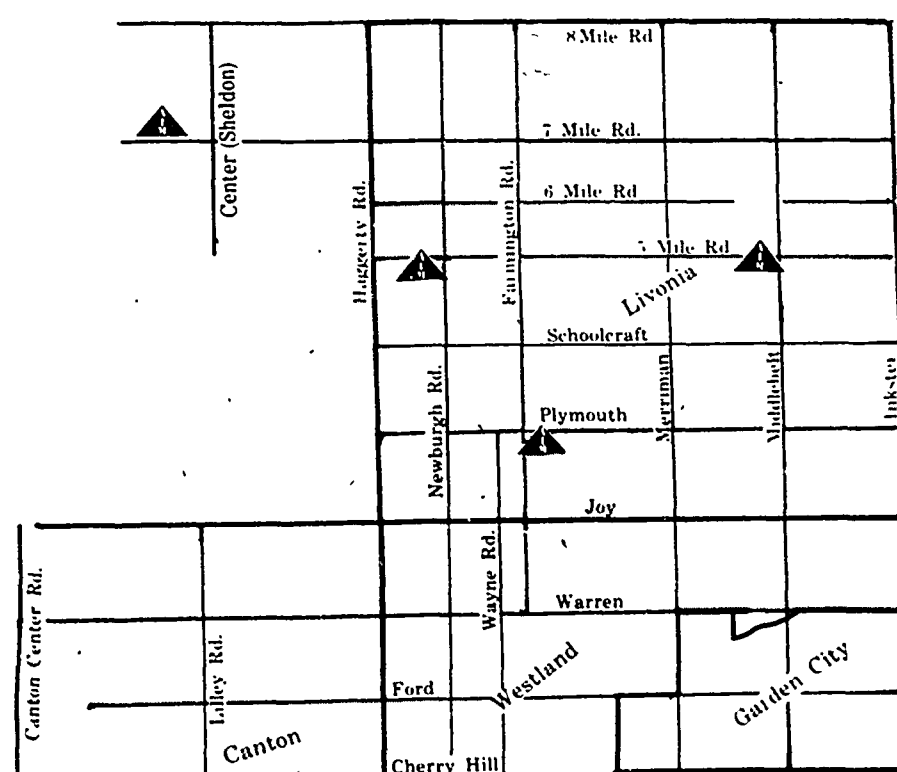 8 Mile Rd
Center (Sheldon)
7 Mile Rd.
Haggerty Rd.
Farmington Rd.
6 Mile Rd
5 Mile Rd
Livonia
Schoolcraft
Newburgh Rd.
Merriman
Middlebelt
Inkster
Plymouth
Joy
Canton Center Rd.
Wayne Rd.
Warren
Lilley Rd.
Westland
Garden City
Ford
Canton
Cherry Hill